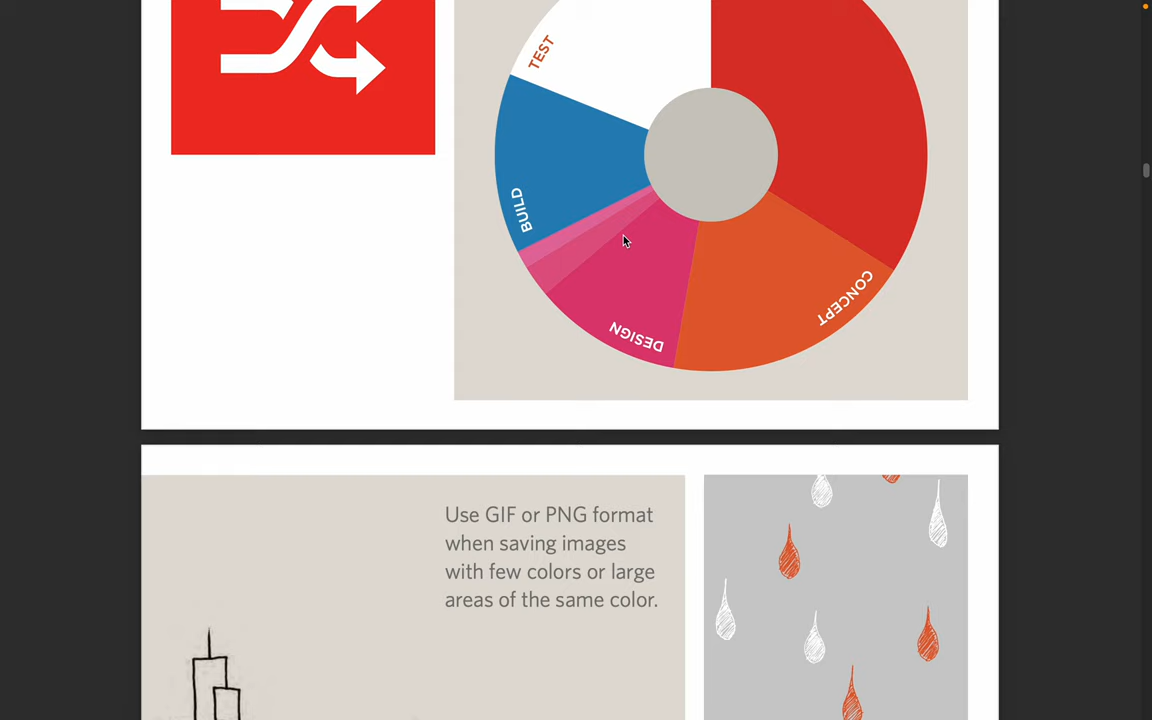 TEST
BUILD
CONCEPT
DESIGN
Use GIF or PNG format
when saving images
with few colors or large
areas of the same color.